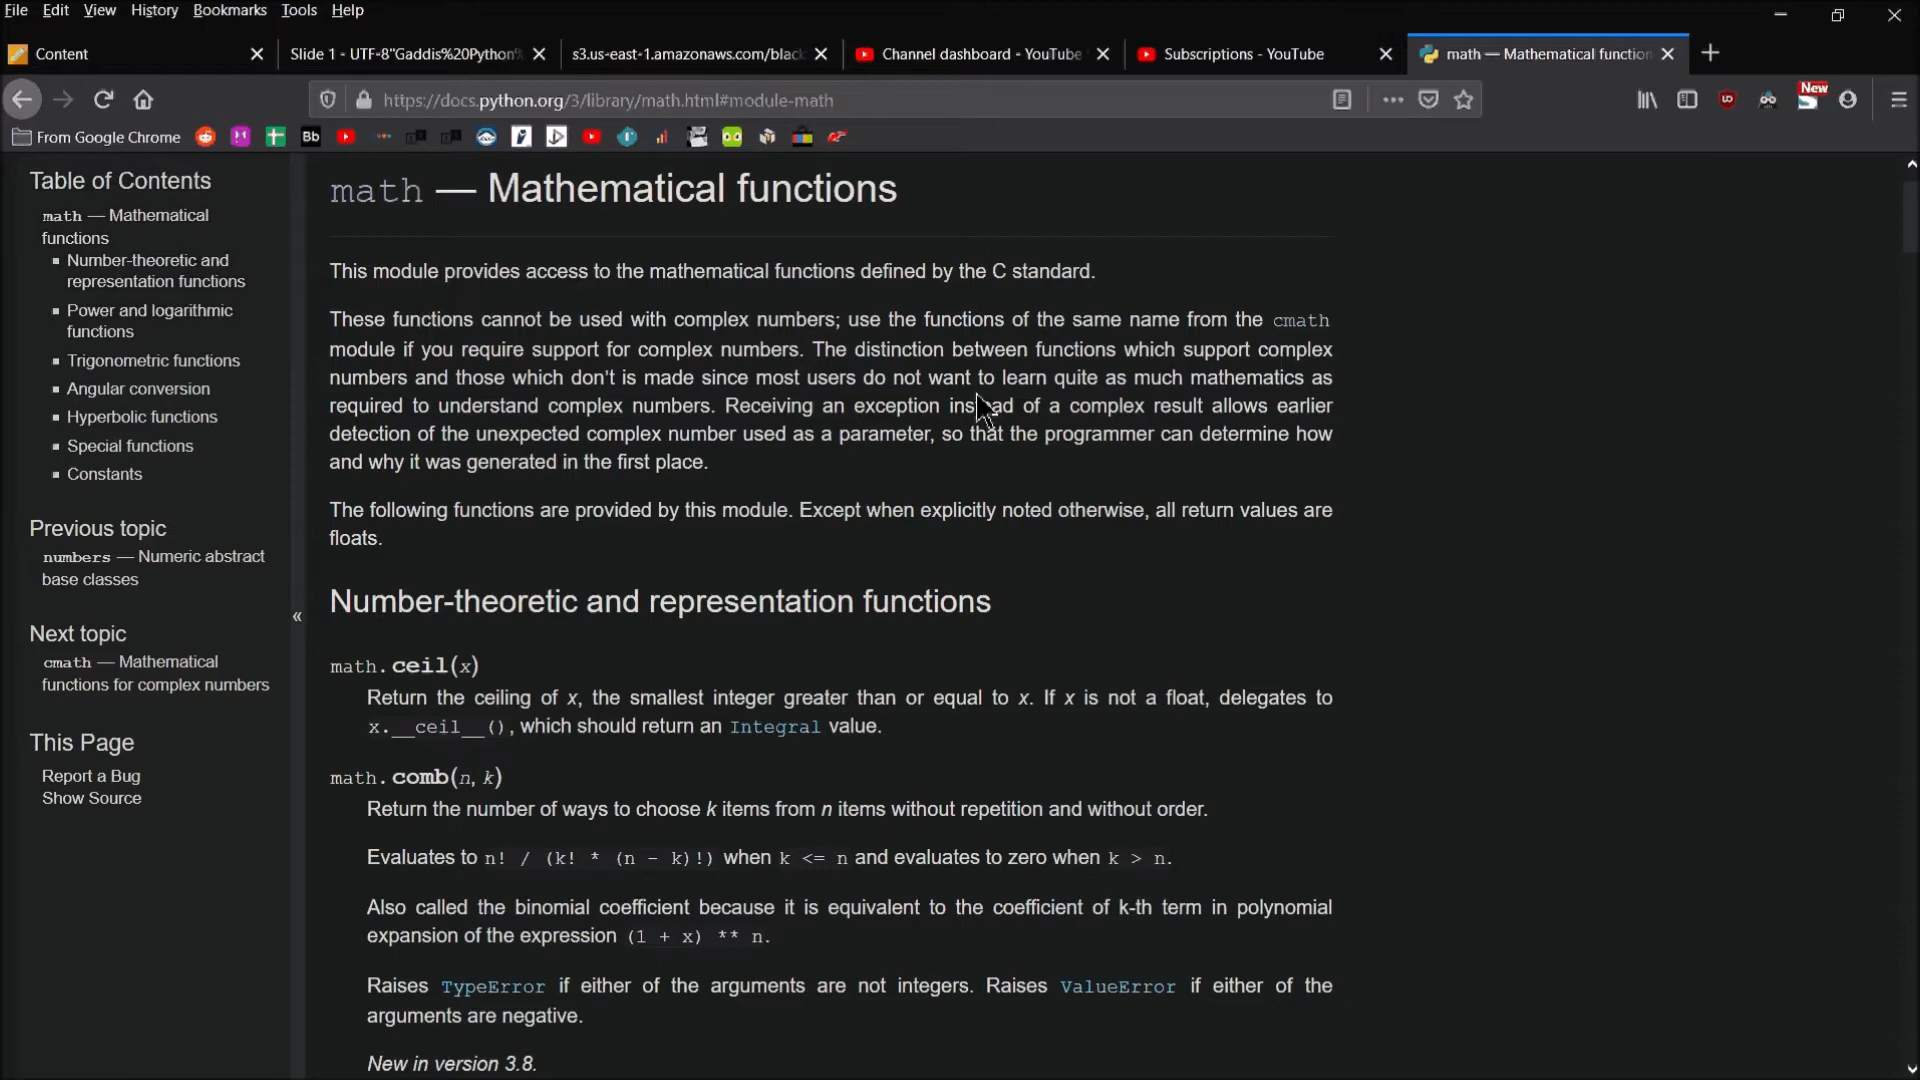 File Edit View History Bookmarks Tools Help
Content
Slide 1 - UTF-8"Gaddis%20Python'
s3.us-east-1.amazonaws.com/blac
Channel dashboard - YouTube
Subscriptions - YouTube
math — Mathematical function
https://docs.python.org/3/library/math.html#module-math
New
From Google Chrome
Bb
Table of Contents
math — Mathematical
functions
Number-theoretic and
representation functions
Power and logarithmic
functions
Trigonometric functions
Angular conversion
Hyperbolic functions
Special functions
Constants
Previous topic
numbers — Numeric abstract
base classes
Next topic
cmath — Mathematical
functions for complex numbers
This Page
Report a Bug
Show Source
«
math — Mathematical functions
This module provides access to the mathematical functions defined by the C standard.
These functions cannot be used with complex numbers; use the functions of the same name from the cmath
module if you require support for complex numbers. The distinction between functions which support complex
numbers and those which don't is made since most users do not want to learn quite as much mathematics as
required to understand complex numbers. Receiving an exception instead of a complex result allows earlier
detection of the unexpected complex number used as a parameter, so that the programmer can determine how
and why it was generated in the first place.
The following functions are provided by this module. Except when explicitly noted otherwise, all return values are
floats.
Number-theoretic and representation functions
math.ceil(x)
Return the ceiling of x, the smallest integer greater than or equal to x. If x is not a float, delegates to
x.__ceil__(), which should return an Integral value.
math.comb(n, k)
Return the number of ways to choose k items from n items without repetition and without order.
Evaluates to n! / (k! * (n - k)!) when k <= n and evaluates to zero when k > n.
Also called the binomial coefficient because it is equivalent to the coefficient of k-th term in polynomial
expansion of the expression (1 + x) ** n.
Raises TypeError if either of the arguments are not integers. Raises ValueError if either of the
arguments are negative.
New in version 3.8.